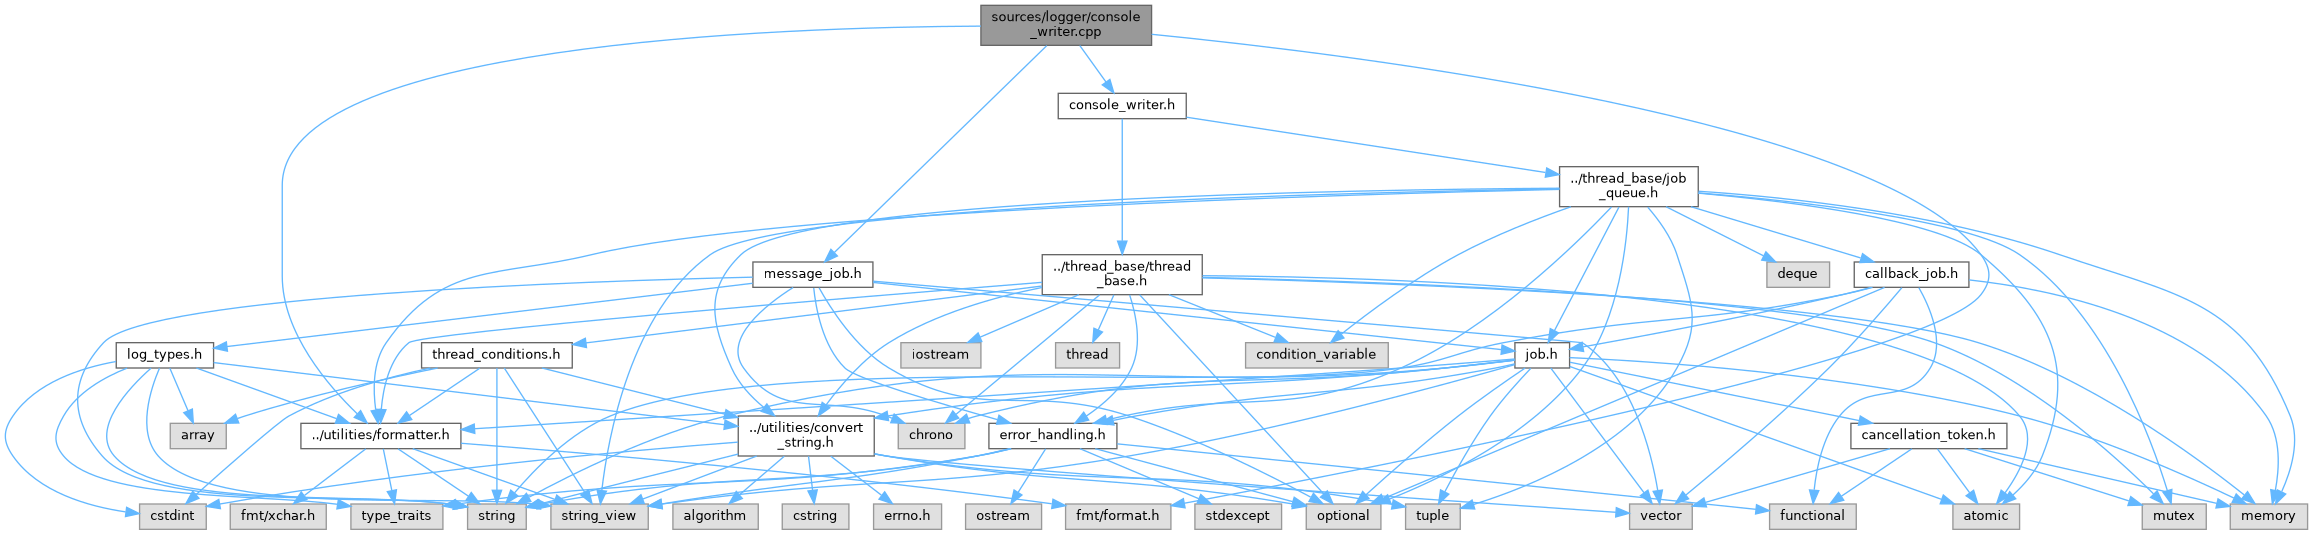 sources/logger/console
_writer.cpp
console_writer.h
../thread_base/job
_queue.h
message_job.h
../thread_base/thread
_base.h
deque
callback_job.h
log_types.h
thread_conditions.h
iostream
thread
condition_variable
job.h
array
../utilities/formatter.h
../utilities/convert
_string.h
chrono
error_handling.h
cancellation_token.h
cstdint
fmt/xchar.h
type_traits
string
string_view
algorithm
cstring
errno.h
ostream
fmt/format.h
stdexcept
optional
tuple
vector
functional
atomic
mutex
memory